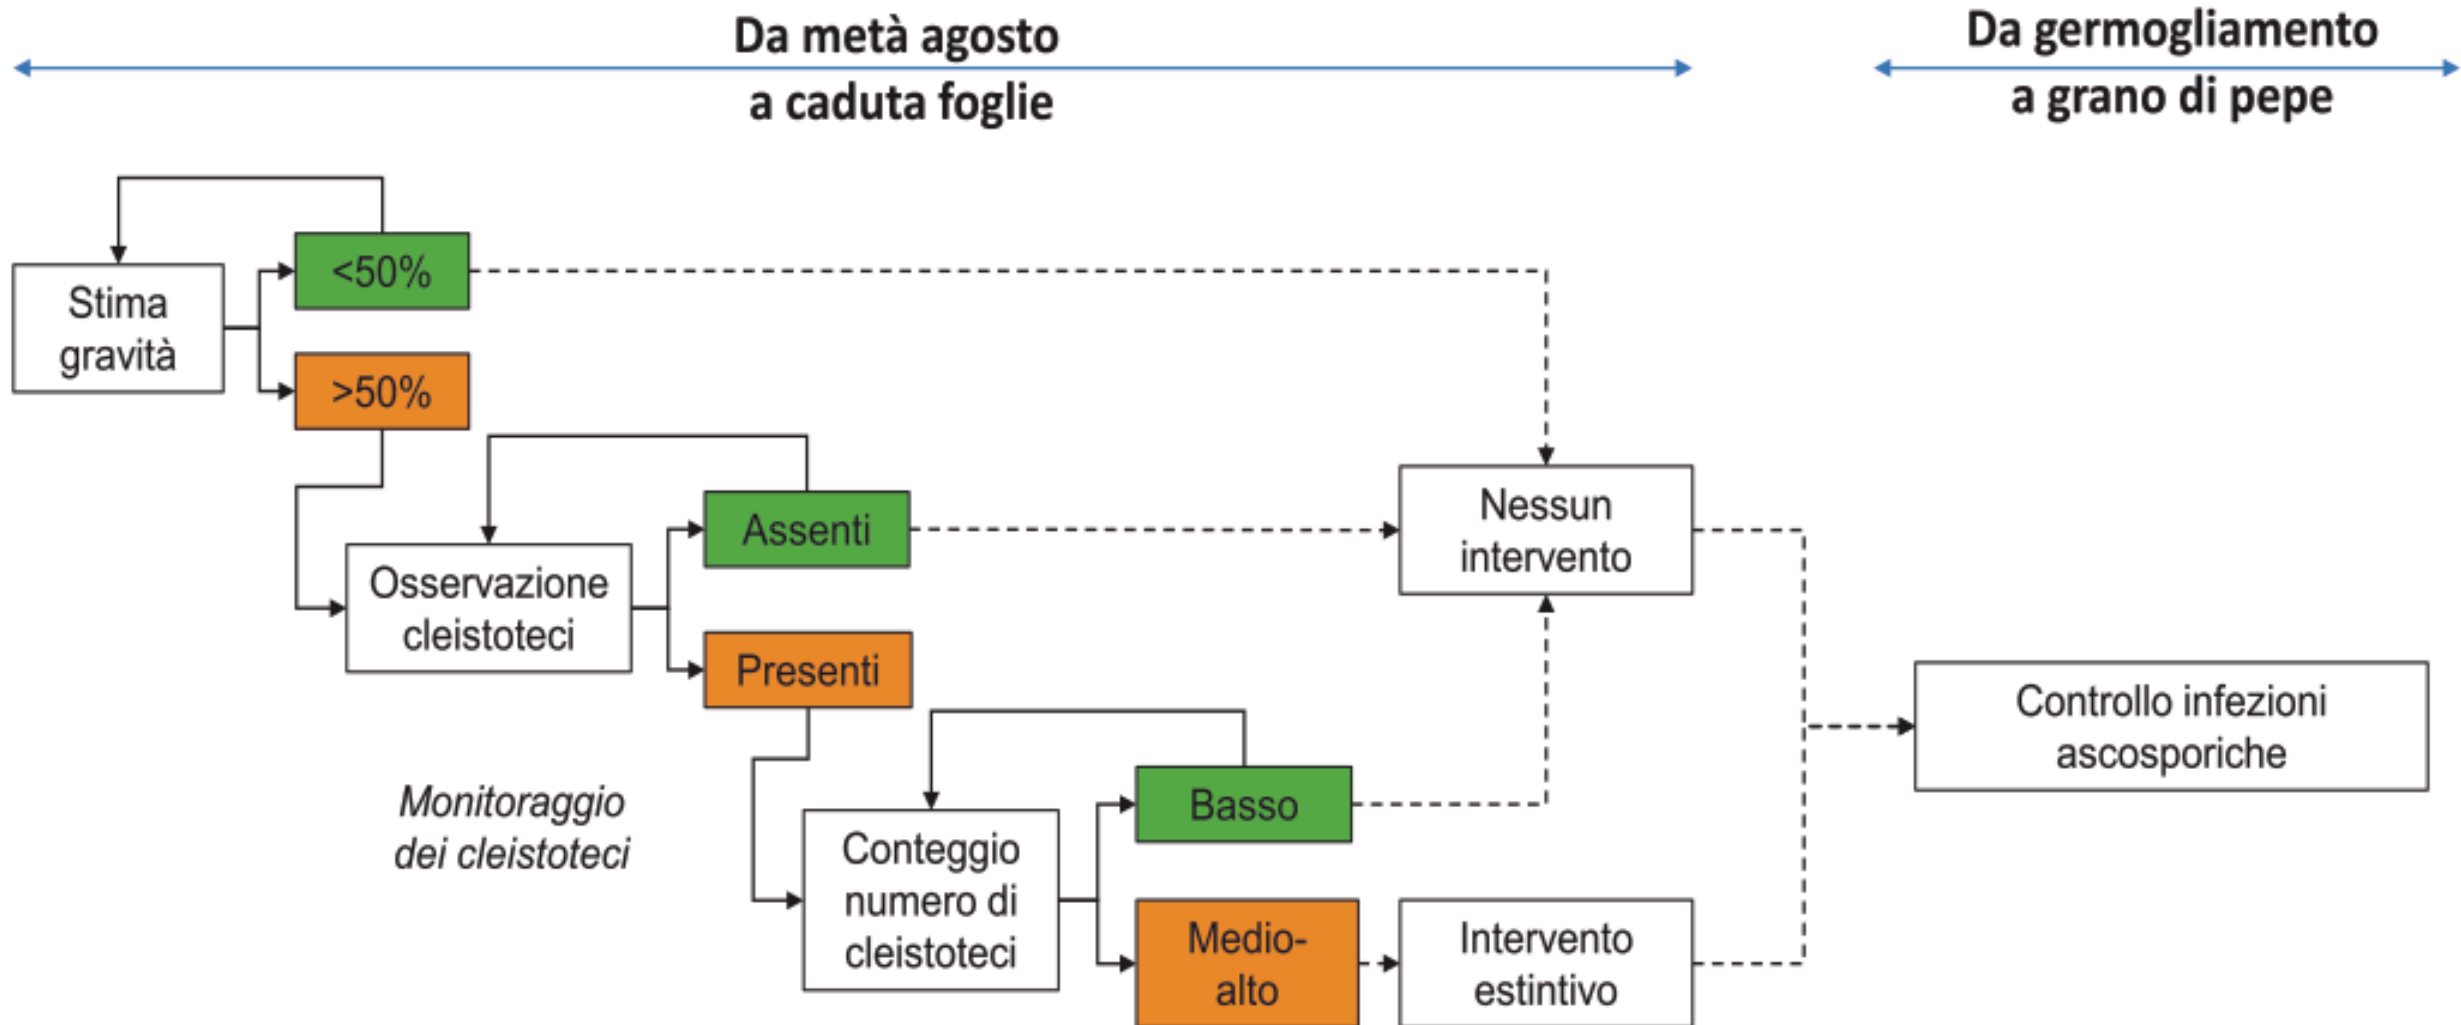 Da metà agosto
a caduta foglie
Da germogliamento
a grano di pepe
Stima
gravità
<50%
>50%
Osservazione
cleistoteci
Assenti
Presenti
Monitoraggio
dei cleistoteci
Conteggio
numero di
cleistoteci
Basso
Medio-
alto
Nessun
intervento
Intervento
estintivo
Controllo infezioni
ascosporiche